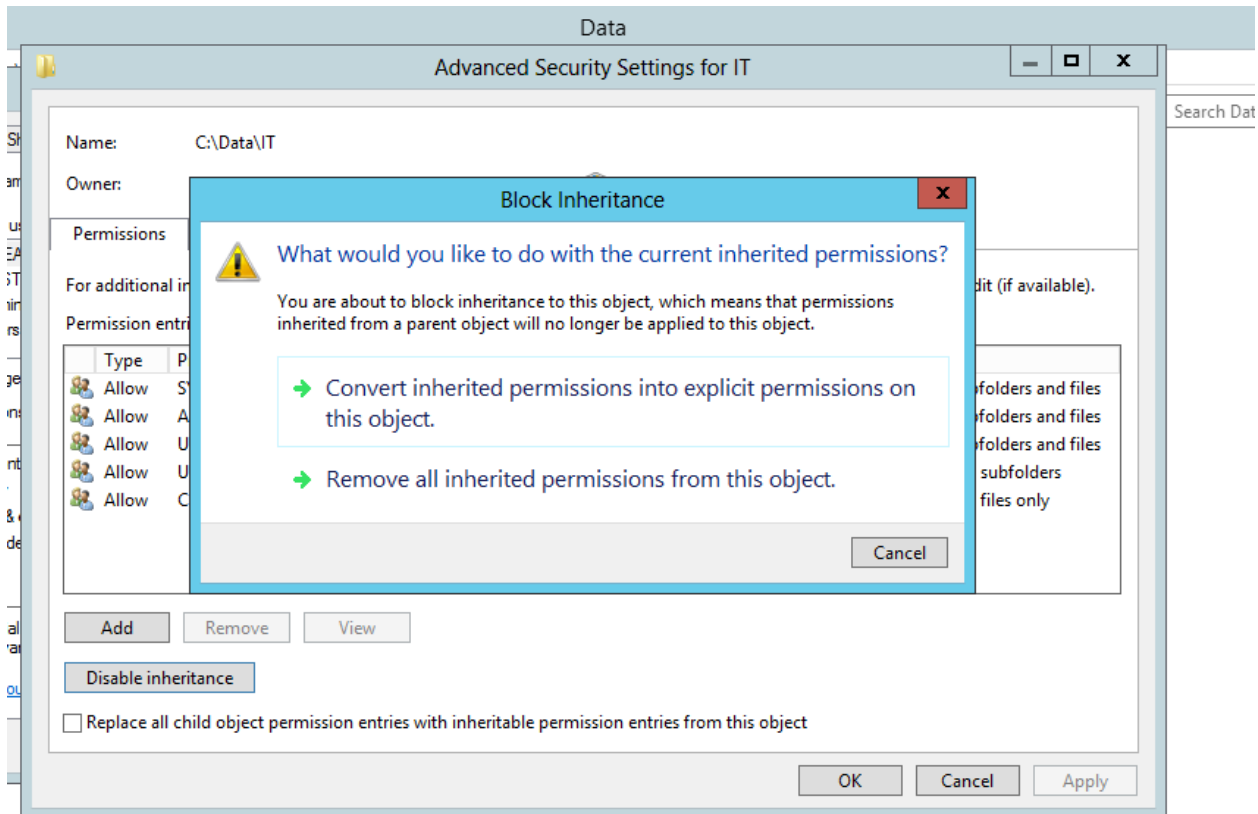 Data
Advanced Security Settings for IT
Search Dat
Name: C:\Data\IT
Owner:
Block Inheritance
Permissions
What would you like to do with the current inherited permissions?
You are about to block inheritance to this object, which means that permissions
inherited from a parent object will no longer be applied to this object.
For additional in
dit (if available).
Permission entri
Type P
Allow SY
Allow A
Allow U
Allow U
Allow C
Convert inherited permissions into explicit permissions on
this object.
Remove all inherited permissions from this object.
Cancel
folders and files
folders and files
folders and files
subfolders
files only
Add Remove View
Disable inheritance
Replace all child object permission entries with inheritable permission entries from this object
OK Cancel Apply